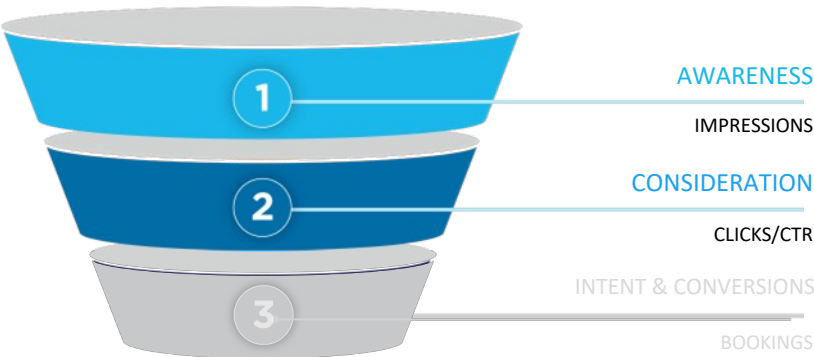 1
AWARENESS
IMPRESSIONS
2
CONSIDERATION
CLICKS/CTR
INTENT & CONVERSIONS
3
BOOKINGS